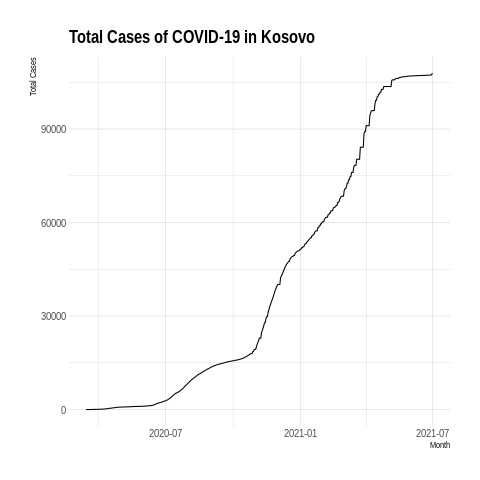 Total Cases of COVID-19 in Kosovo
Total Cases
90000
60000
30000
0
2020-07
2021-01
2021-07
Month